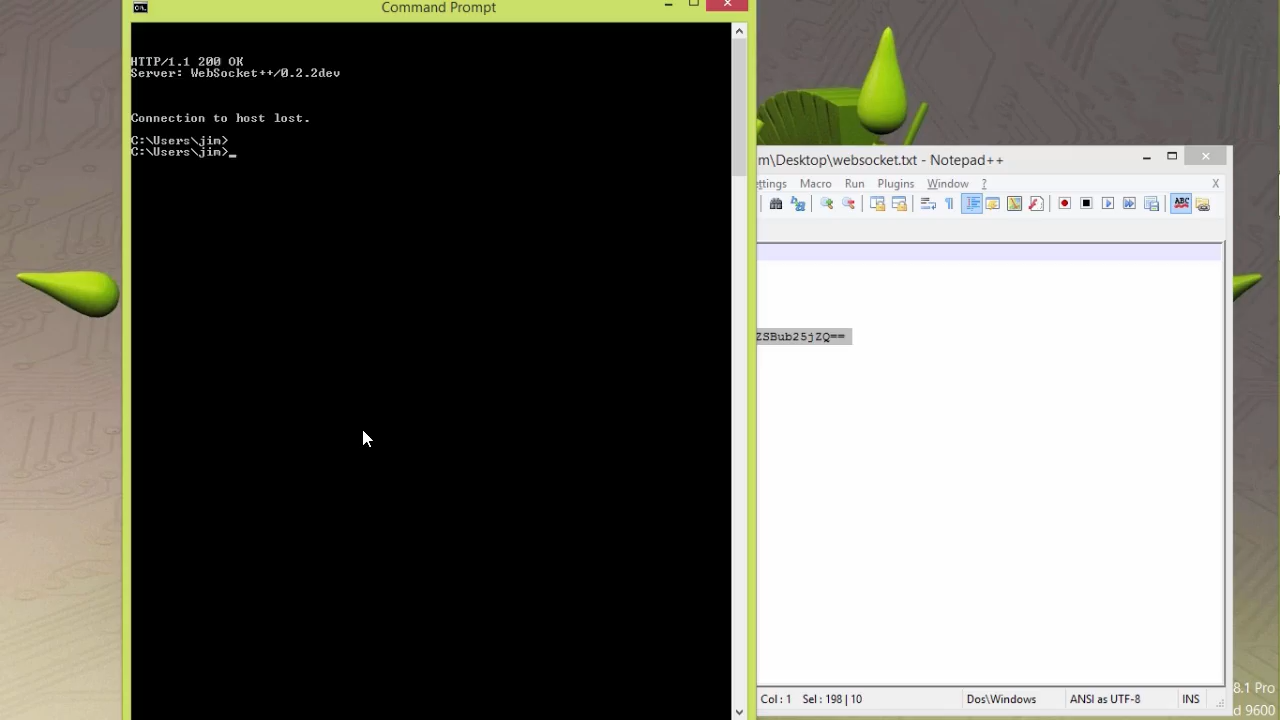 Command Prompt
HTTP/1.1 200 OK
Server: WebSocket++/0.2.2dev
Connection to host lost.
C:\Users\jim>
C:\Users\jim>_
m\Desktop\websocket.txt - Notepad++
ettings Macro Run Plugins Window ?
X
ABC
ZSBub25jZQ==
Col : 1 Sel : 198 | 10 Dos\Windows ANSI as UTF-8 INS
8.1 Pro
d 9600